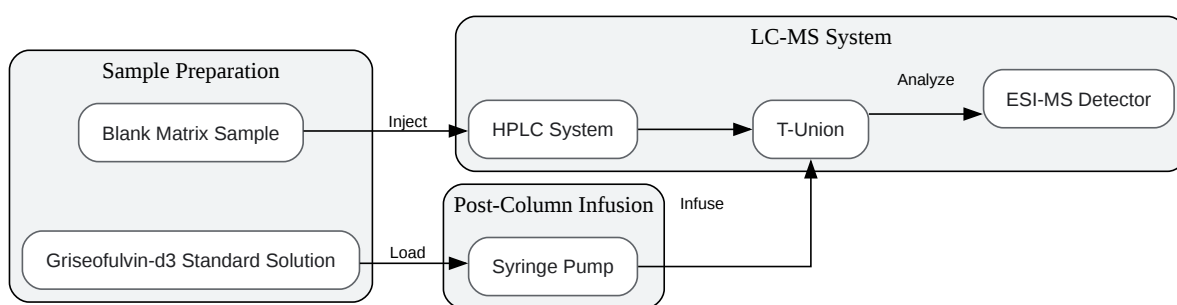 LC-MS System
Sample Preparation
Analyze
ESI-MS Detector
Blank Matrix Sample
Inject
HPLC System
T-Union
Post-Column Infusion
Infuse
Griseofulvin-d3 Standard Solution
Load
Syringe Pump